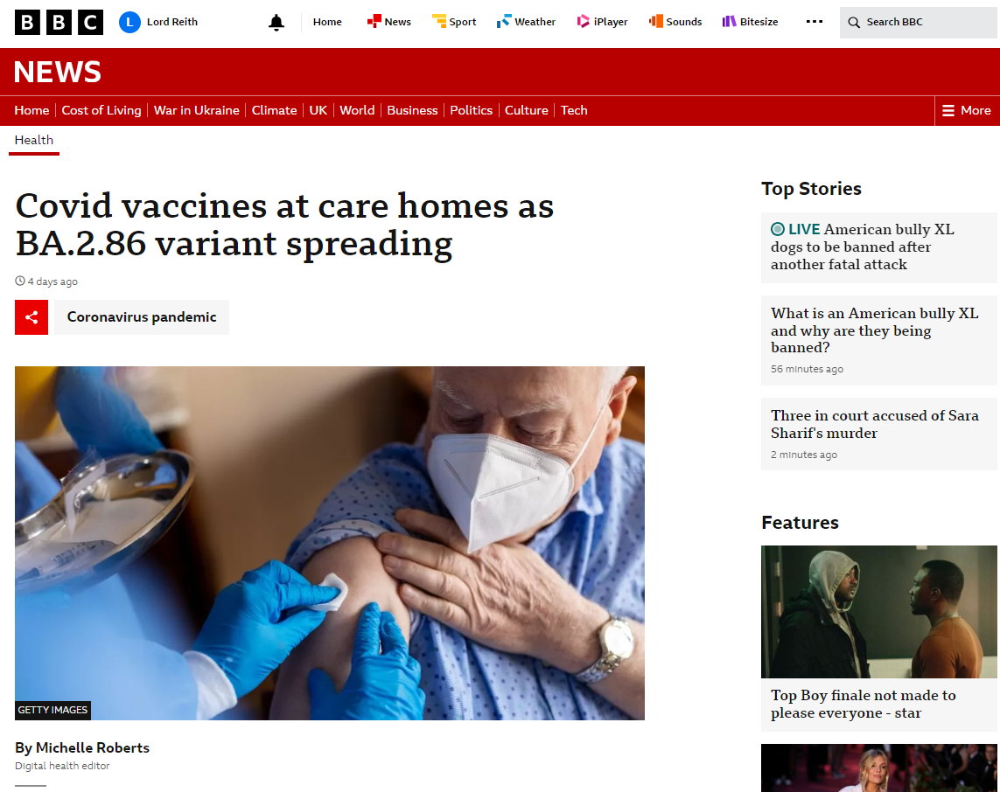 BBC
L Lord Reith
Home
News
Sport
Weather
iPlayer
Sounds
Bitesize
Search BBC
NEWS
Home
Cost of Living
War in Ukraine
Climate
UK
World
Business
Politics
Culture
Tech
More
Health
Covid vaccines at care homes as
BA.2.86 variant spreading
4 days ago
Coronavirus pandemic
GETTY IMAGES
By Michelle Roberts
Digital health editor
Top Stories
LIVE American bully XL
dogs to be banned after
another fatal attack
What is an American bully XL
and why are they being
banned?
56 minutes ago
Three in court accused of Sara
Sharif's murder
2 minutes ago
Features
Top Boy finale not made to
please everyone - star